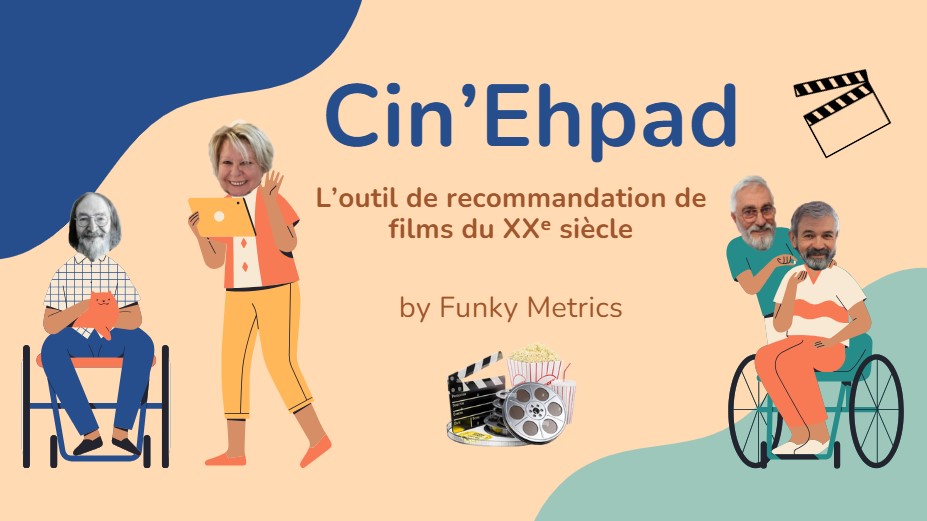 Cin’Ehpad
L’outil de recommandation de
films du XXᵉ siècle
by Funky Metrics